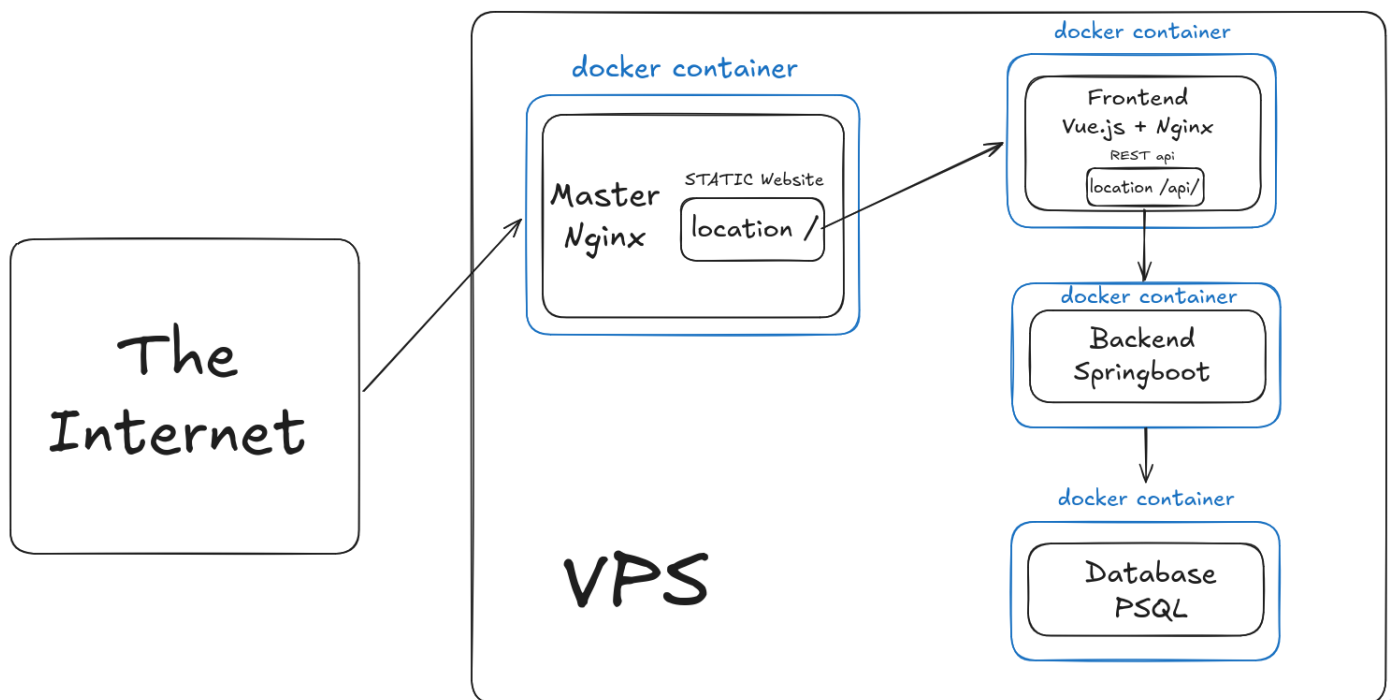 The
Internet
VPS
docker container
Master
Nginx
STATIC Website
location /
docker container
Frontend
Vue.js + Nginx
REST api
location /api/
docker container
Backend
Springboot
docker container
Database
PSQL